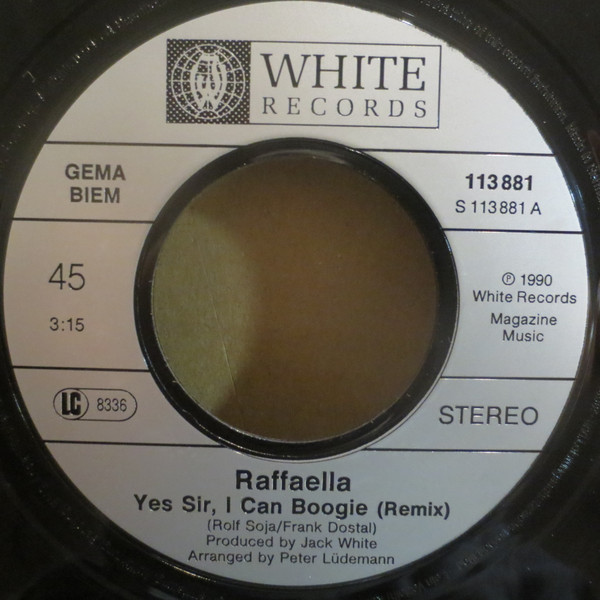 WHITE
RECORDS
GEMA
BIEM
113 881
S 113 881 A
45
3:15
℗ 1990
White Records
Magazine
Music
LC 8336
STEREO
Raffaella
Yes Sir, I Can Boogie (Remix)
(Rolf Soja/Frank Dostal)
Produced by Jack White
Arranged by Peter Lüdemann